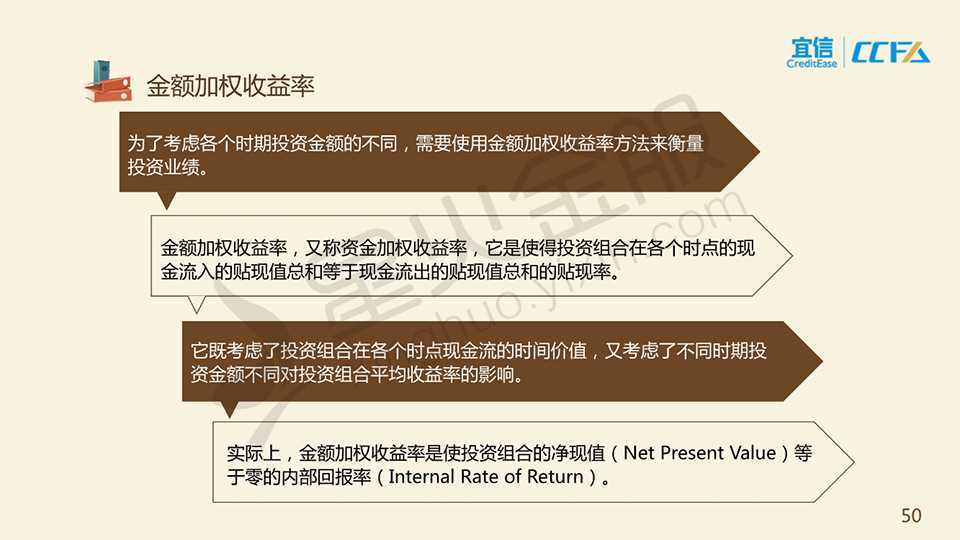 宜信
CreditEase
CCFA
金额加权收益率
为了考虑各个时期投资金额的不同，需要使用金额加权收益率方法来衡量
投资业绩。
金额加权收益率，又称资金加权收益率，它是使得投资组合在各个时点的现
金流入的贴现值总和等于现金流出的贴现值总和的贴现率。
它既考虑了投资组合在各个时点现金流的时间价值，又考虑了不同时期投
资金额不同对投资组合平均收益率的影响。
实际上，金额加权收益率是使投资组合的净现值（Net Present Value）等
于零的内部回报率（Internal Rate of Return）。
星火金服
50